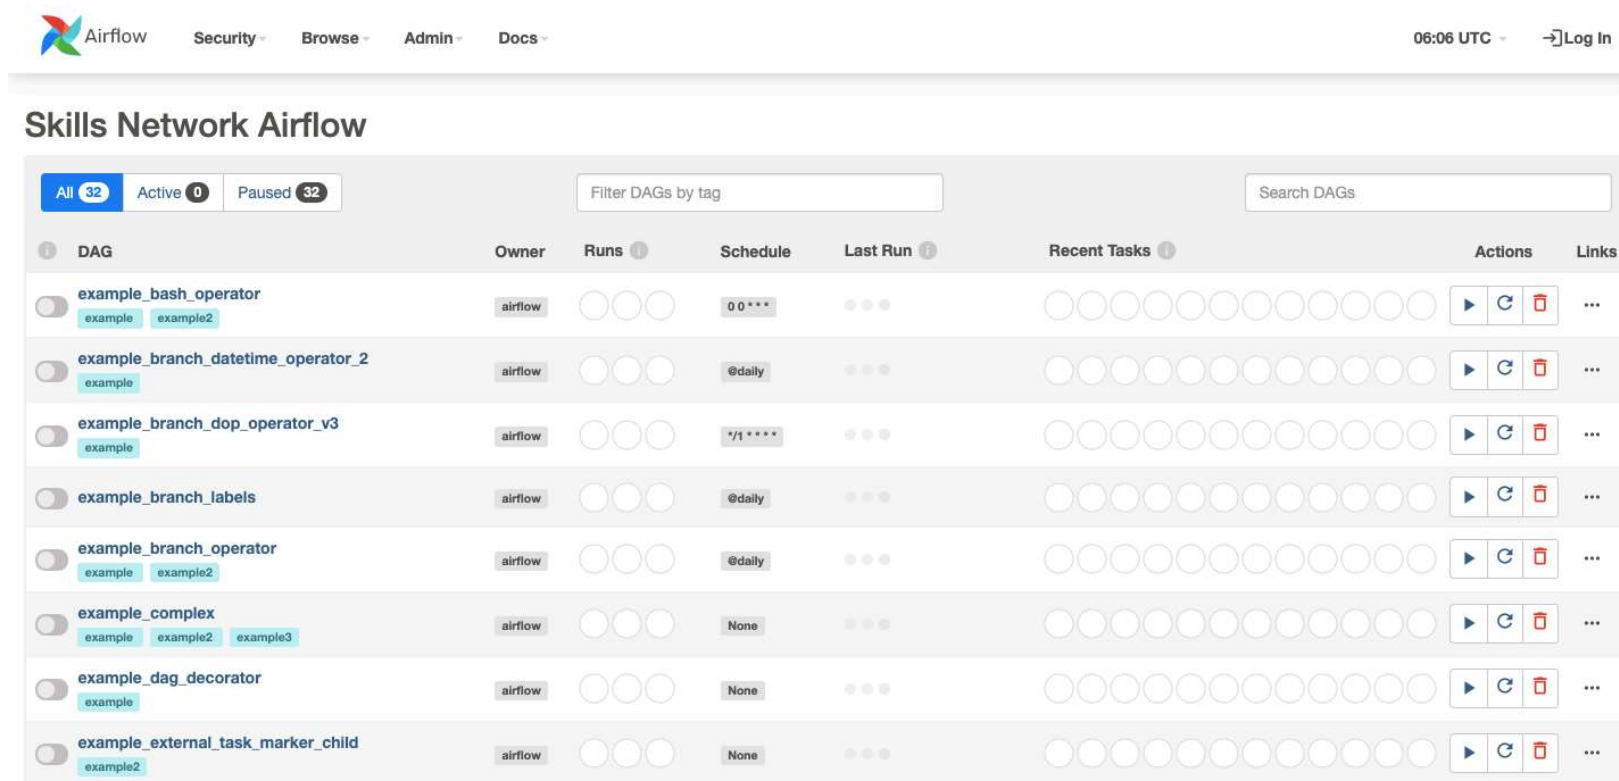 Airflow Security Browse Admin Docs 06:06 UTC Log In
Skills Network Airflow
All 32 Active 0 Paused 32 Filter DAGs by tag Search DAGs
DAG Owner Runs Schedule Last Run Recent Tasks Actions Links
example_bash_operator
example example2 airflow 0 0 * * *
example_branch_datetime_operator_2
example airflow @daily
example_branch_dop_operator_v3
example airflow */1 * * * *
example_branch_labels airflow @daily
example_branch_operator
example example2 airflow @daily
example_complex
example example2 example3 airflow None
example_dag_decorator
example airflow None
example_external_task_marker_child
example2 airflow None